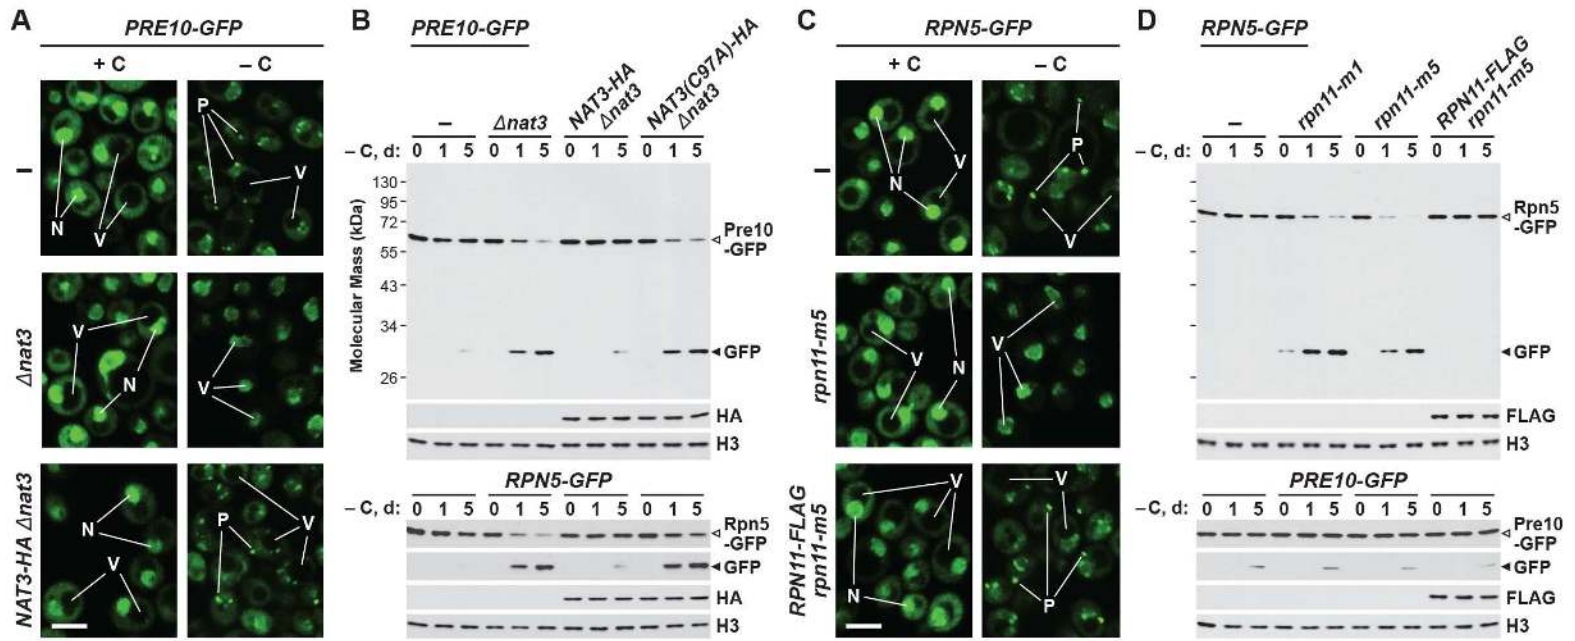 A
PRE10-GFP
+ C
– C
–
N
V
P
V
Δnat3
V
N
V
NAT3-HA Δnat3
N
V
P
V
B
PRE10-GFP
–
Δnat3
NAT3-HA
Δnat3
NAT3(C97A)-HA
Δnat3
– C, d: 0 1 5 0 1 5 0 1 5 0 1 5
Molecular Mass (kDa)
130
95
72
55
43
34
26
Pre10
-GFP
GFP
HA
H3
RPN5-GFP
– C, d: 0 1 5 0 1 5 0 1 5 0 1 5
Rpn5
-GFP
GFP
HA
H3
C
RPN5-GFP
+ C
– C
–
N
V
P
V
rpn11-m5
V
N
V
RPN11-FLAG
rpn11-m5
V
N
V
P
D
RPN5-GFP
–
rpn11-m1
rpn11-m5
RPN11-FLAG
rpn11-m5
– C, d: 0 1 5 0 1 5 0 1 5 0 1 5
Rpn5
-GFP
GFP
FLAG
H3
PRE10-GFP
– C, d: 0 1 5 0 1 5 0 1 5 0 1 5
Pre10
-GFP
GFP
FLAG
H3